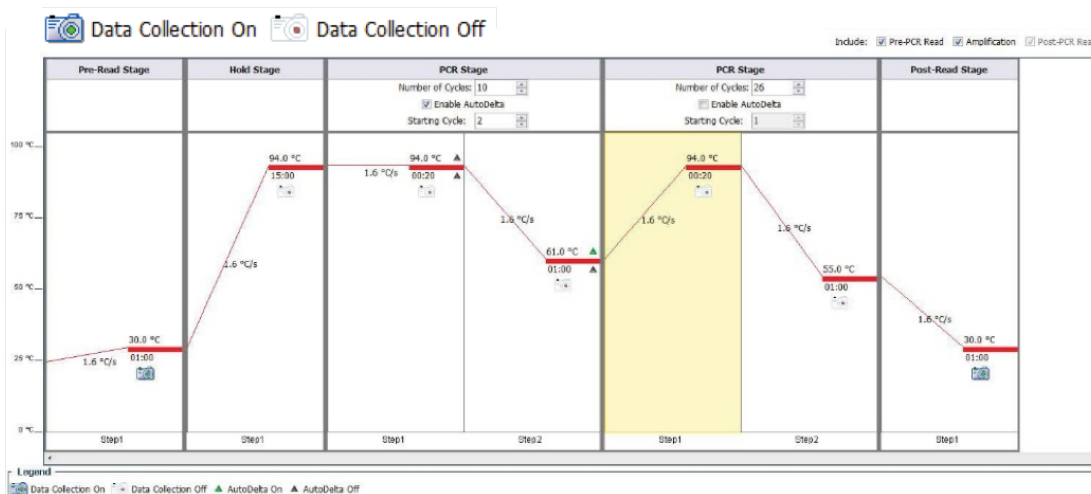 Data Collection On Data Collection Off
Include: Pre-PCR Read Amplification Post-PCR Rea
Pre-Read Stage Hold Stage PCR Stage PCR Stage Post-Read Stage
Number of Cycles: 10 Number of Cycles: 26
Enable AutoDelta Enable AutoDelta
Starting Cycle: 2 Starting Cycle: 1
100 °C
94.0 °C 94.0 °C 94.0 °C
15:00 1.6 °C/s 00:20 00:20
75 °C
1.6 °C/s 1.6 °C/s 1.6 °C/s
61.0 °C
1.6 °C/s 01:00 55.0 °C
50 °C 01:00
1.6 °C/s
30.0 °C 30.0 °C
25 °C 1.6 °C/s 01:00 01:00
0 °C
Step1 Step1 Step1 Step2 Step1 Step2 Step1
Legend
Data Collection On Data Collection Off AutoDelta On AutoDelta Off